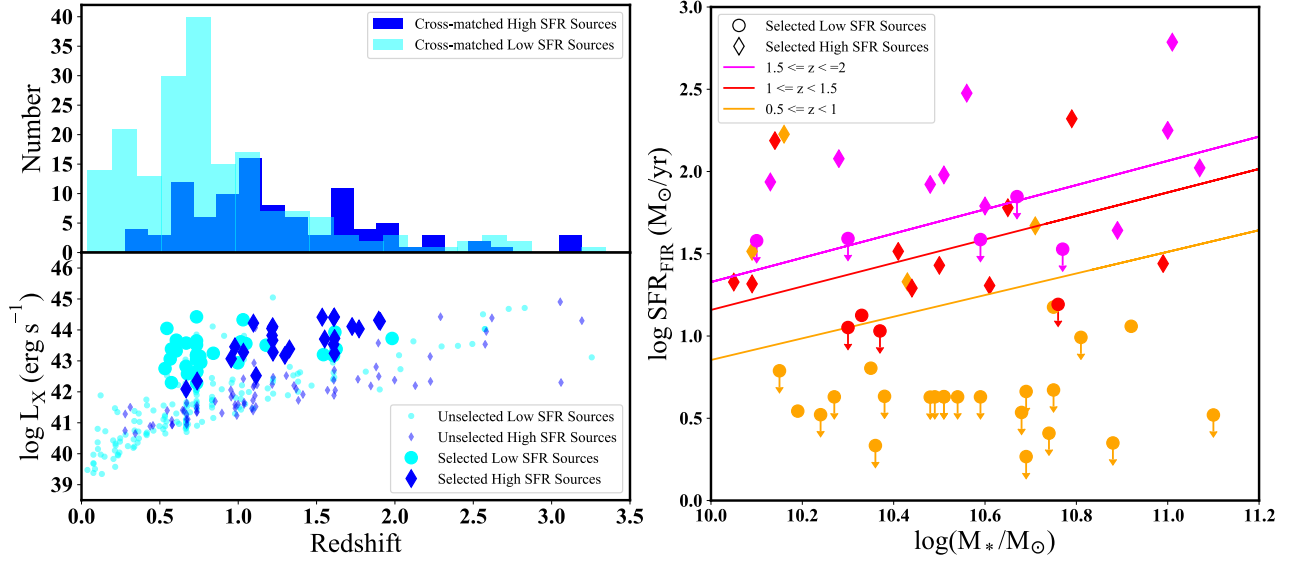 Number
40
35
30
25
20
15
10
5
0
Cross-matched High SFR Sources
Cross-matched Low SFR Sources
log L_X (erg s^{-1})
46
45
44
43
42
41
40
39
Unselected Low SFR Sources
Unselected High SFR Sources
Selected Low SFR Sources
Selected High SFR Sources
0.0 0.5 1.0 1.5 2.0 2.5 3.0 3.5
Redshift
log SFR_{FIR} (M_⊙/yr)
3.0
2.5
2.0
1.5
1.0
0.5
0.0
Selected Low SFR Sources
Selected High SFR Sources
1.5 <= z < =2
1 <= z < 1.5
0.5 <= z < 1
10.0 10.2 10.4 10.6 10.8 11.0 11.2
log(M_*/M_⊙)